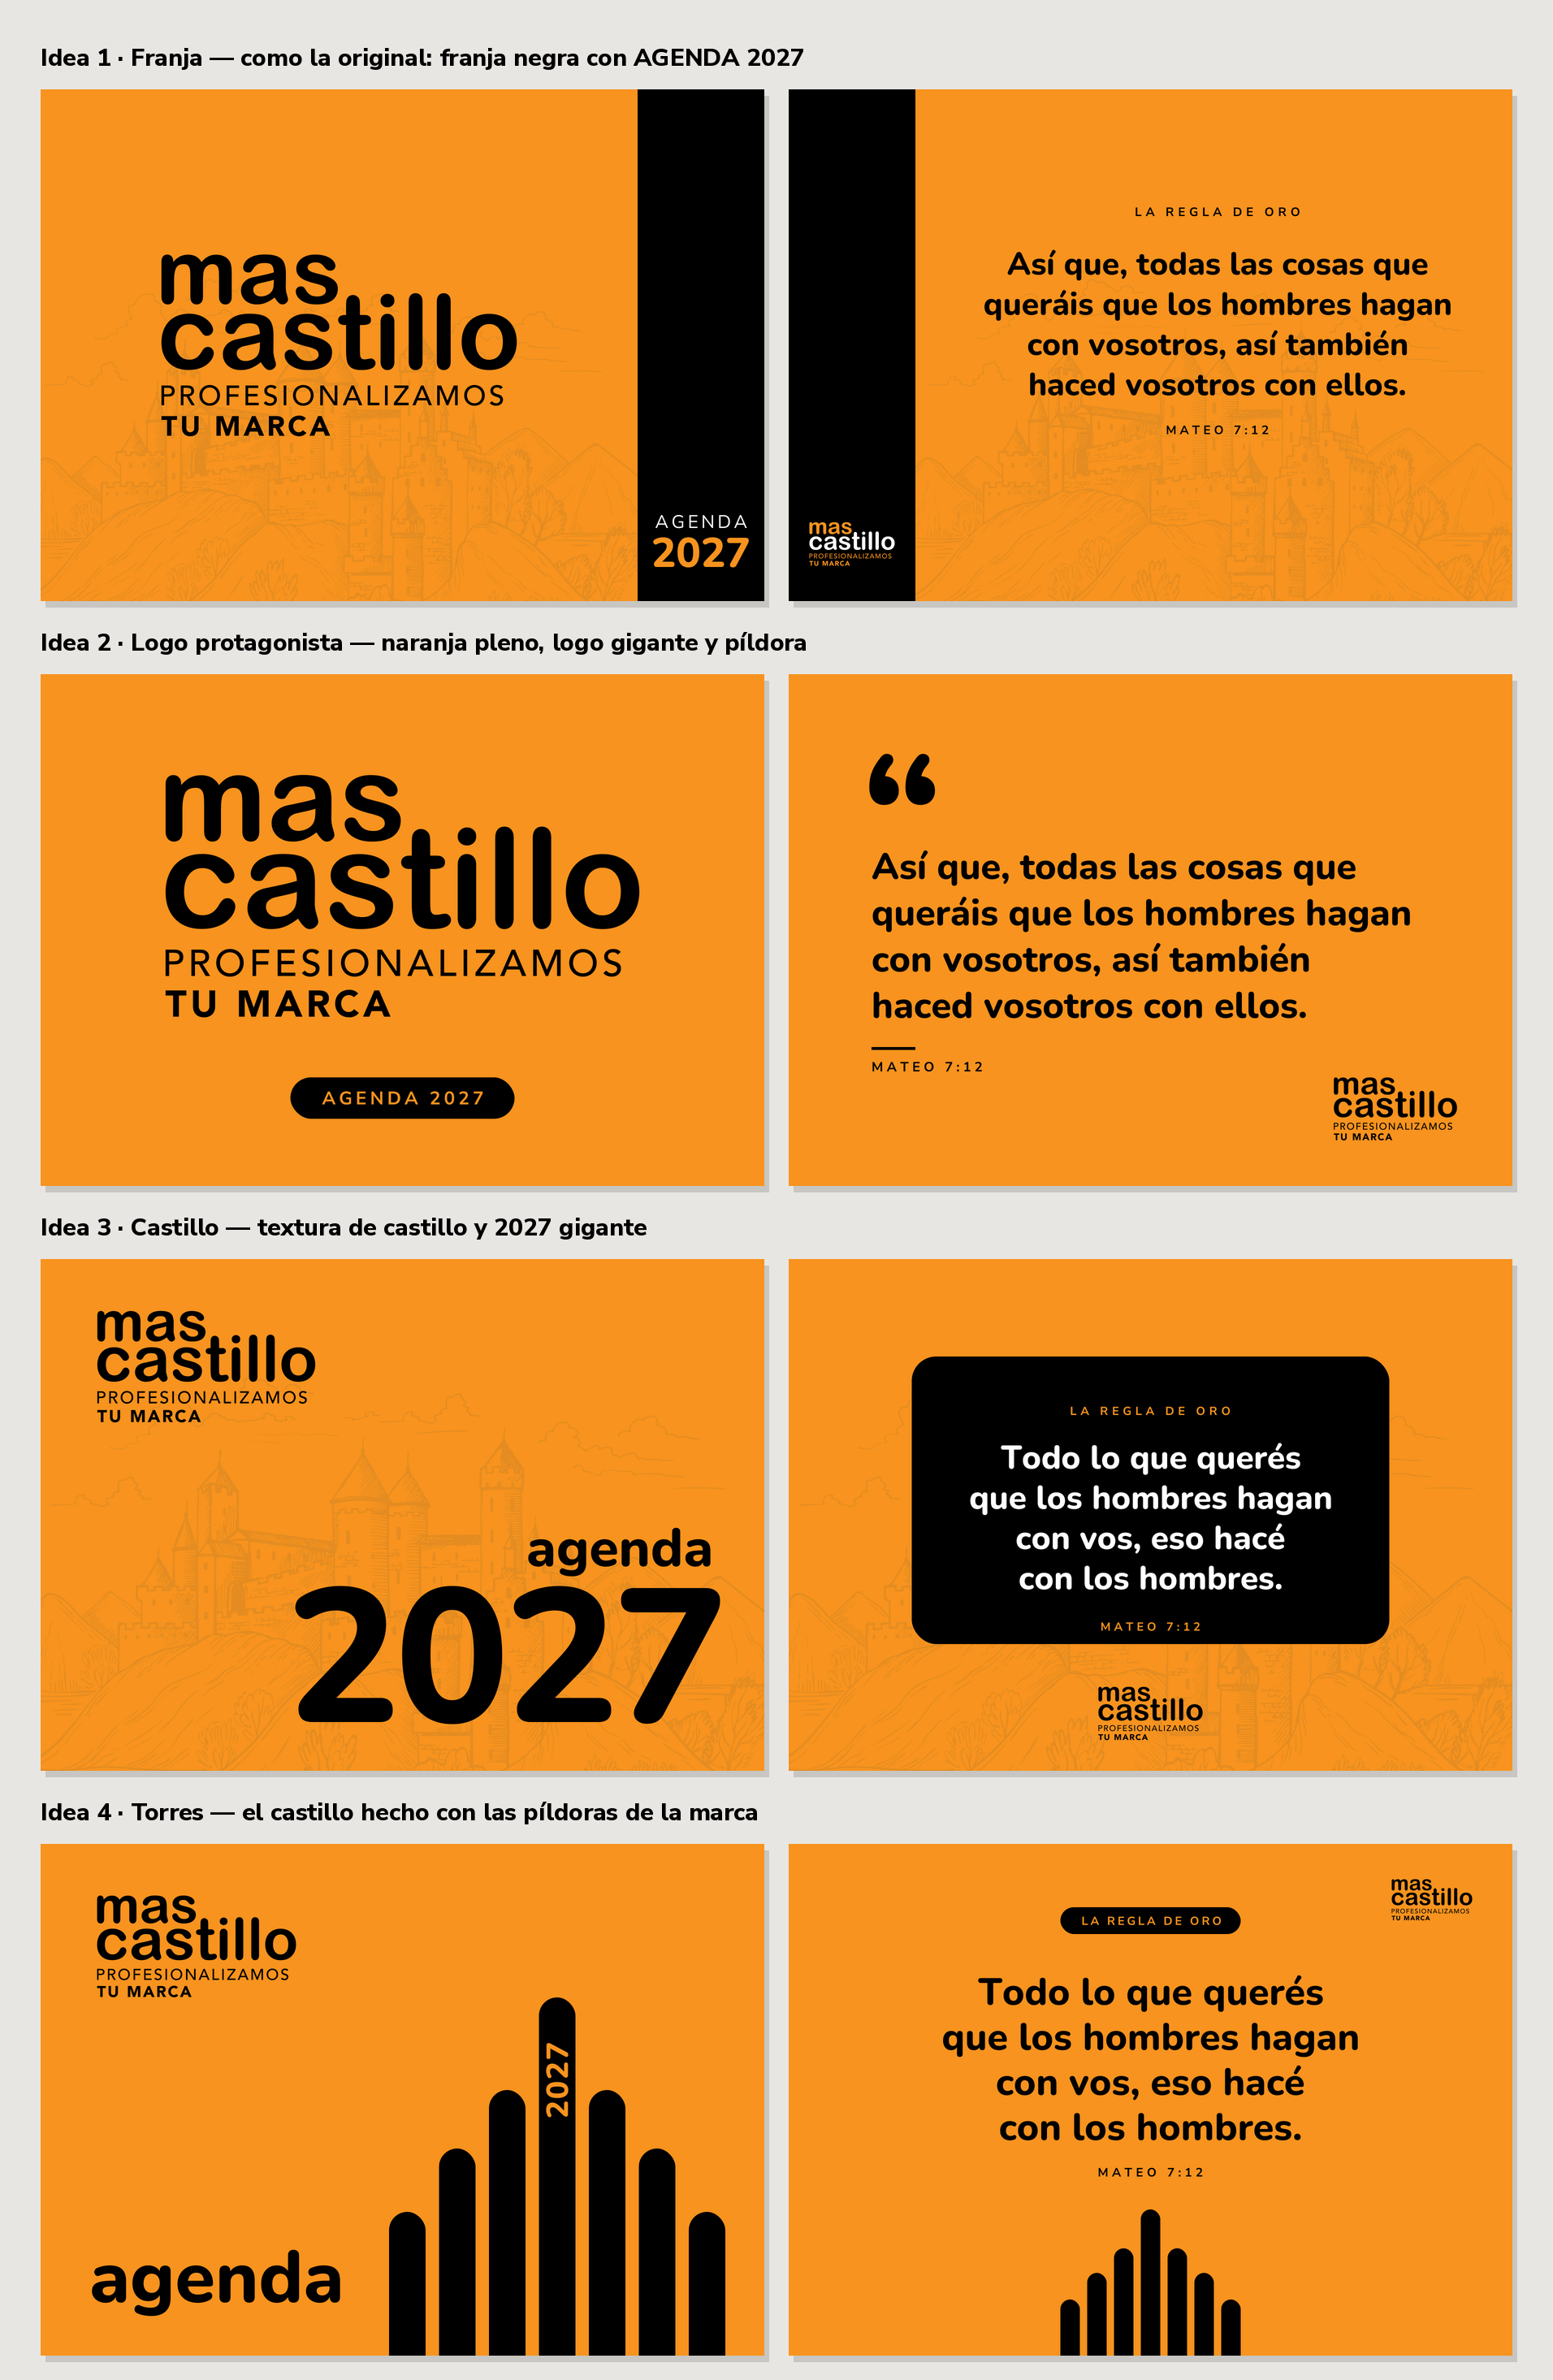 Idea 1 · Franja — como la original: franja negra con AGENDA 2027
mas
castillo
PROFESIONALIZAMOS
TU MARCA
AGENDA
2027
LA REGLA DE ORO
Así que, todas las cosas que
queráis que los hombres hagan
con vosotros, así también
haced vosotros con ellos.
MATEO 7:12
mas
castillo
PROFESIONALIZAMOS
TU MARCA
Idea 2 · Logo protagonista — naranja pleno, logo gigante y píldora
mas
castillo
PROFESIONALIZAMOS
TU MARCA
AGENDA 2027
“
Así que, todas las cosas que
queráis que los hombres hagan
con vosotros, así también
haced vosotros con ellos.
MATEO 7:12
mas
castillo
PROFESIONALIZAMOS
TU MARCA
Idea 3 · Castillo — textura de castillo y 2027 gigante
mas
castillo
PROFESIONALIZAMOS
TU MARCA
agenda
2027
LA REGLA DE ORO
Todo lo que querés
que los hombres hagan
con vos, eso hacé
con los hombres.
MATEO 7:12
mas
castillo
PROFESIONALIZAMOS
TU MARCA
Idea 4 · Torres — el castillo hecho con las píldoras de la marca
mas
castillo
PROFESIONALIZAMOS
TU MARCA
2027
agenda
mas
castillo
PROFESIONALIZAMOS
TU MARCA
LA REGLA DE ORO
Todo lo que querés
que los hombres hagan
con vos, eso hacé
con los hombres.
MATEO 7:12